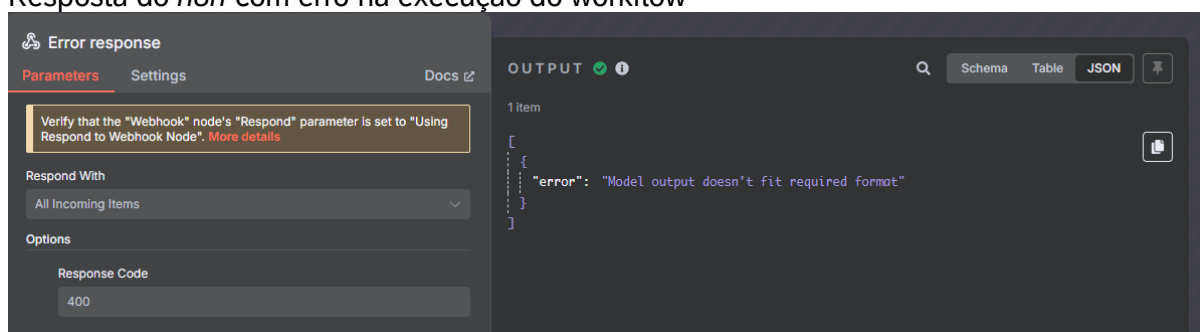 Resposta do n8n com erro na execução do workflow
Error response
Parameters Settings Docs
Verify that the "Webhook" node's "Respond" parameter is set to "Using
Respond to Webhook Node". More details
Respond With
All Incoming Items
Options
Response Code
400
OUTPUT
Schema Table JSON
1 item
[
{
"error": "Model output doesn't fit required format"
}
]